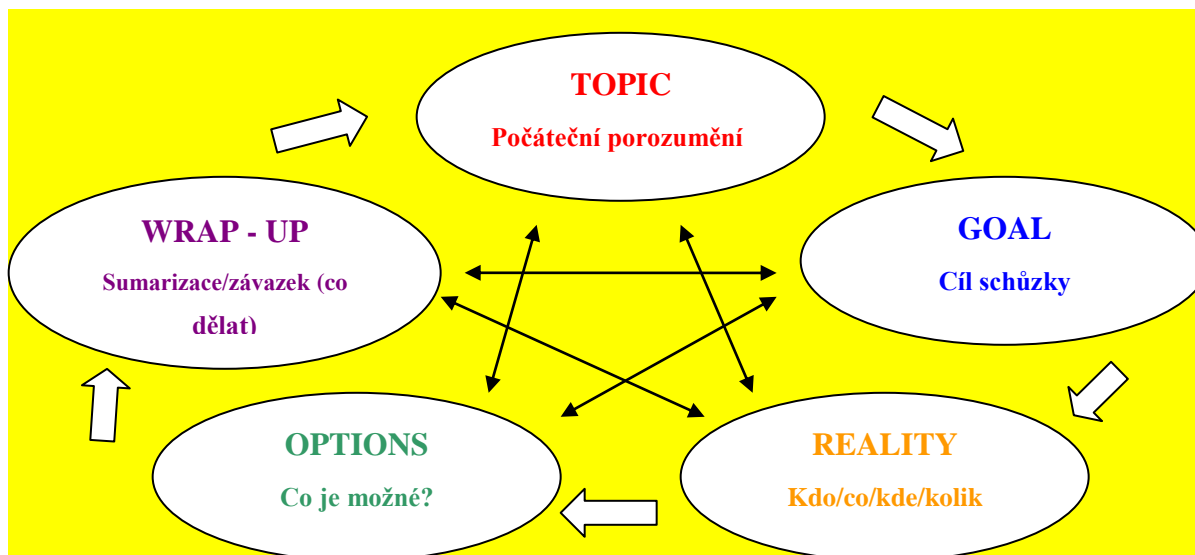 TOPIC
Počáteční porozumění
GOAL
Cíl schůzky
REALITY
Kdo/co/kde/kolik
OPTIONS
Co je možné?
WRAP - UP
Sumarizace/závazek (co
dělat)